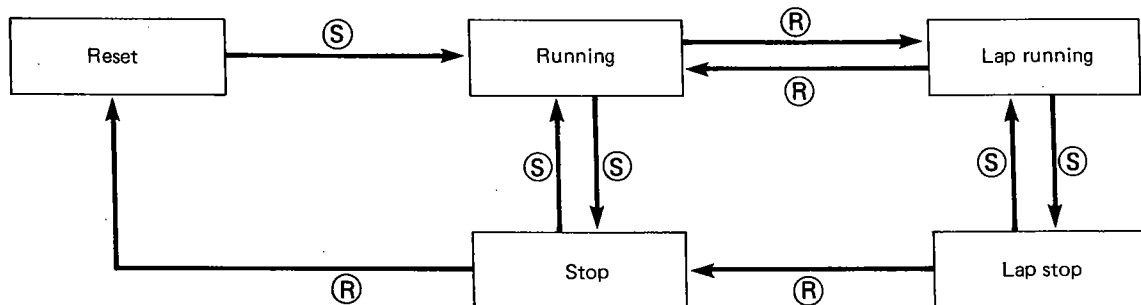 Reset
Ⓢ
Running
Ⓡ
Ⓡ
Lap running
Ⓢ
Ⓢ
Ⓢ
Ⓢ
Stop
Lap stop
Ⓡ
Ⓡ